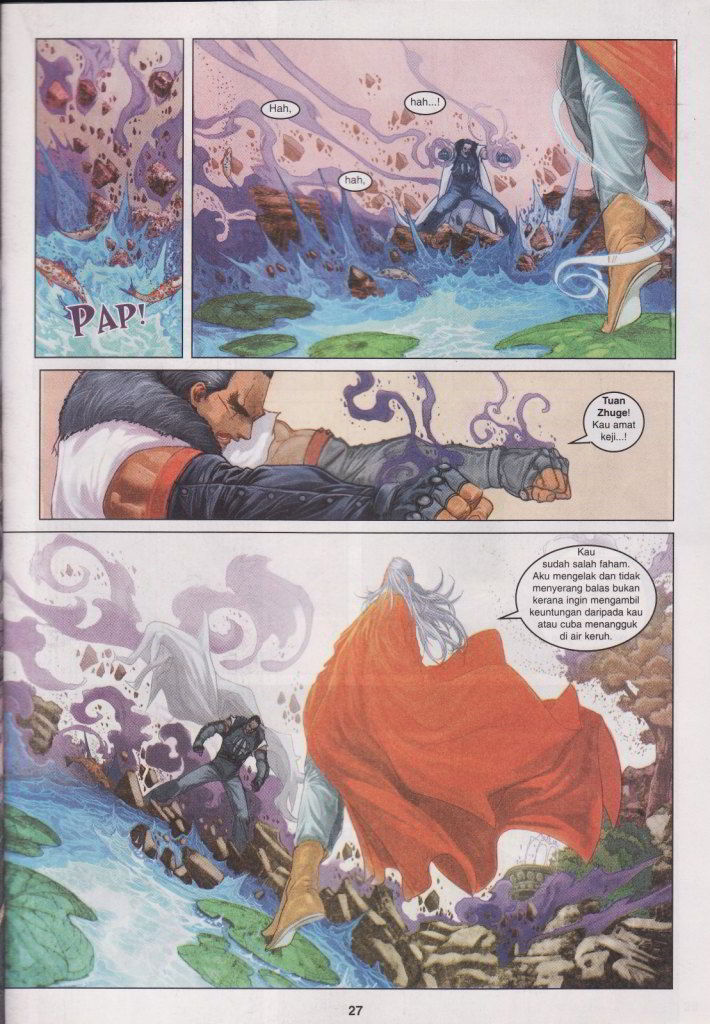 PAP!
Hah,
hah...!
hah,
Tuan
Zhuge!
Kau amat
keji...!
Kau
sudah salah faham.
Aku mengelak dan tidak
menyerang balas bukan
kerana ingin mengambil
keuntungan daripada kau
atau cuba menangguk
di air keruh.
27